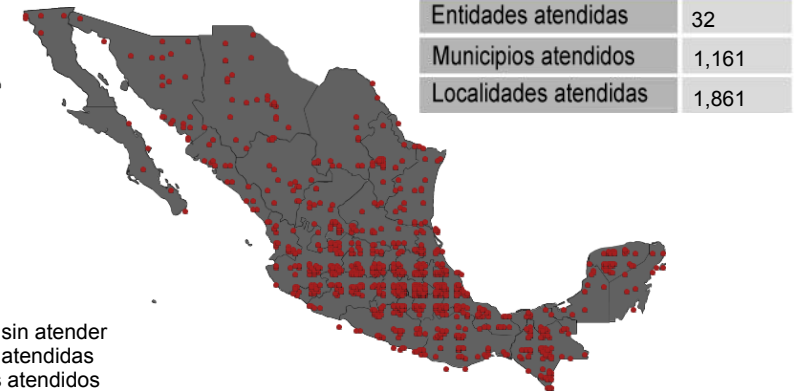 Entidades atendidas 32
Municipios atendidos 1,161
Localidades atendidas 1,861
sin atender
atendidas
atendidos